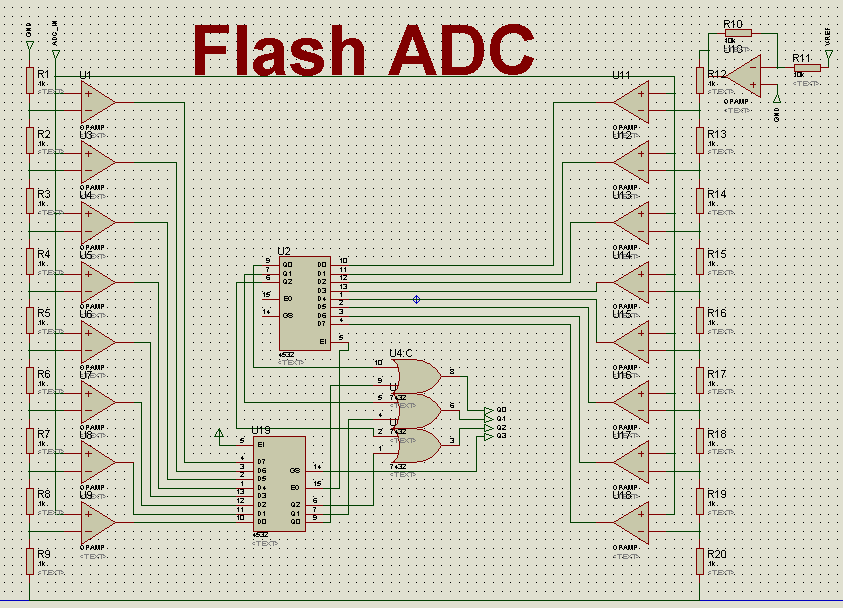 Flash ADC
GND
ADC_IN
R1
1k
<TEXT>
U1
OPAMP
<TEXT>
R2
1k
<TEXT>
U3
OPAMP
<TEXT>
R3
1k
<TEXT>
U4
OPAMP
<TEXT>
R4
1k
<TEXT>
U5
OPAMP
<TEXT>
R5
1k
<TEXT>
U6
OPAMP
<TEXT>
R6
1k
<TEXT>
U7
OPAMP
<TEXT>
R7
1k
<TEXT>
U8
OPAMP
<TEXT>
R8
1k
<TEXT>
U9
OPAMP
<TEXT>
R9
1k
<TEXT>
U2
9 Q0 D0 10
7 Q1 D1 11
6 Q2 D2 12
D3 13
15 EO D4 1
D5 2
14 GS D6 3
D7 4
EI 5
4532
<TEXT>
U4:C
10
9
8
7432
5
4
6
7432
2
1
3
7432
<TEXT>
Q0
Q1
Q2
Q3
U19
5 EI
4 D7
3 D6 GS 14
2 D5
1 D4 EO 15
13 D3
12 D2 Q2 6
11 D1 Q1 7
10 D0 Q0 9
4532
<TEXT>
R10
10k
U10
OPAMP
<TEXT>
R11
10k
<TEXT>
VREF
GND
U11
OPAMP
<TEXT>
R12
1k
<TEXT>
U12
OPAMP
<TEXT>
R13
1k
<TEXT>
U13
OPAMP
<TEXT>
R14
1k
<TEXT>
U14
OPAMP
<TEXT>
R15
1k
<TEXT>
U15
OPAMP
<TEXT>
R16
1k
<TEXT>
U16
OPAMP
<TEXT>
R17
1k
<TEXT>
U17
OPAMP
<TEXT>
R18
1k
<TEXT>
U18
OPAMP
<TEXT>
R19
1k
<TEXT>
R20
1k
<TEXT>